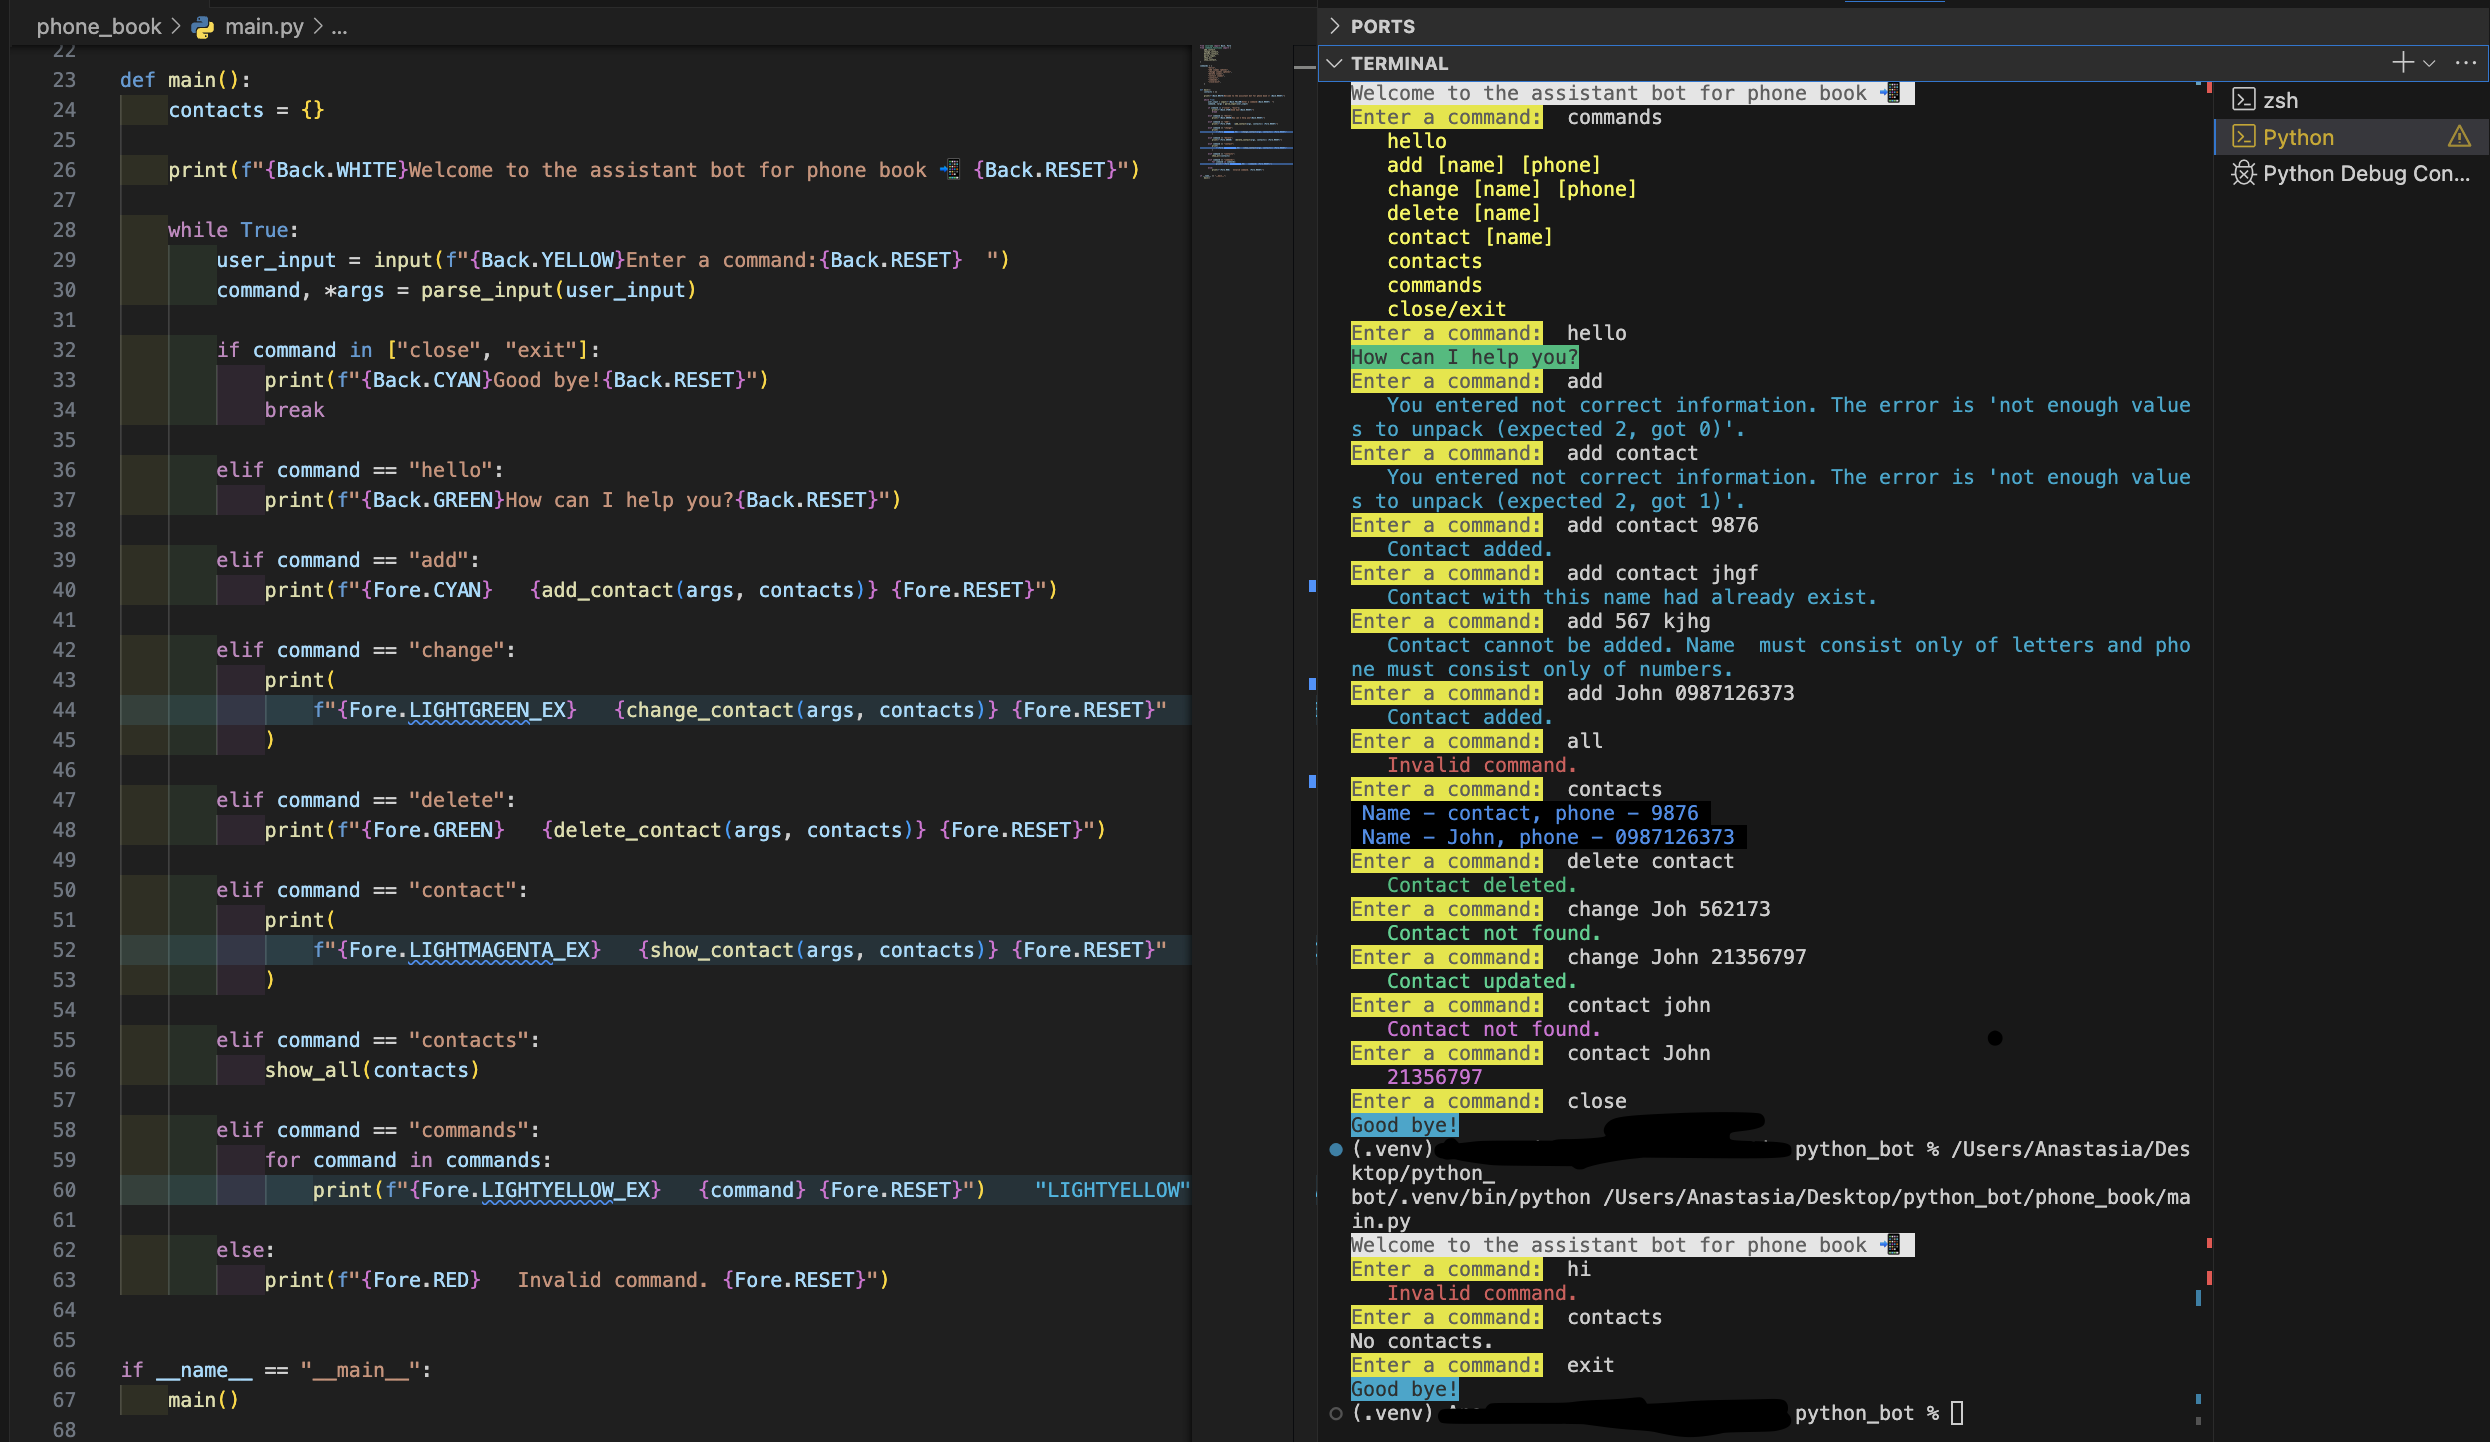 phone_book > main.py > ...
22
23 def main():
24 contacts = {}
25
26 print(f"{Back.WHITE}Welcome to the assistant bot for phone book 📲 {Back.RESET}")
27
28 while True:
29 user_input = input(f"{Back.YELLOW}Enter a command:{Back.RESET}  ")
30 command, *args = parse_input(user_input)
31
32 if command in ["close", "exit"]:
33 print(f"{Back.CYAN}Good bye!{Back.RESET}")
34 break
35
36 elif command == "hello":
37 print(f"{Back.GREEN}How can I help you?{Back.RESET}")
38
39 elif command == "add":
40 print(f"{Fore.CYAN}   {add_contact(args, contacts)} {Fore.RESET}")
41
42 elif command == "change":
43 print(
44 f"{Fore.LIGHTGREEN_EX}   {change_contact(args, contacts)} {Fore.RESET}"
45 )
46
47 elif command == "delete":
48 print(f"{Fore.GREEN}   {delete_contact(args, contacts)} {Fore.RESET}")
49
50 elif command == "contact":
51 print(
52 f"{Fore.LIGHTMAGENTA_EX}   {show_contact(args, contacts)} {Fore.RESET}"
53 )
54
55 elif command == "contacts":
56 show_all(contacts)
57
58 elif command == "commands":
59 for command in commands:
60 print(f"{Fore.LIGHTYELLOW_EX}   {command} {Fore.RESET}")    "LIGHTYELLOW"
61
62 else:
63 print(f"{Fore.RED}   Invalid command. {Fore.RESET}")
64
65
66 if __name__ == "__main__":
67 main()
68
PORTS
TERMINAL
Welcome to the assistant bot for phone book 📲
Enter a command:  commands
hello
add [name] [phone]
change [name] [phone]
delete [name]
contact [name]
contacts
commands
close/exit
Enter a command:  hello
How can I help you?
Enter a command:  add
You entered not correct information. The error is 'not enough value
s to unpack (expected 2, got 0)'.
Enter a command:  add contact
You entered not correct information. The error is 'not enough value
s to unpack (expected 2, got 1)'.
Enter a command:  add contact 9876
Contact added.
Enter a command:  add contact jhgf
Contact with this name had already exist.
Enter a command:  add 567 kjhg
Contact cannot be added. Name  must consist only of letters and pho
ne must consist only of numbers.
Enter a command:  add John 0987126373
Contact added.
Enter a command:  all
Invalid command.
Enter a command:  contacts
Name – contact, phone – 9876
Name – John, phone – 0987126373
Enter a command:  delete contact
Contact deleted.
Enter a command:  change Joh 562173
Contact not found.
Enter a command:  change John 21356797
Contact updated.
Enter a command:  contact john
Contact not found.
Enter a command:  contact John
21356797
Enter a command:  close
Good bye!
(.venv) python_bot % /Users/Anastasia/Des
ktop/python_
bot/.venv/bin/python /Users/Anastasia/Desktop/python_bot/phone_book/ma
in.py
Welcome to the assistant bot for phone book 📲
Enter a command:  hi
Invalid command.
Enter a command:  contacts
No contacts.
Enter a command:  exit
Good bye!
(.venv) python_bot %
zsh
Python
Python Debug Con...